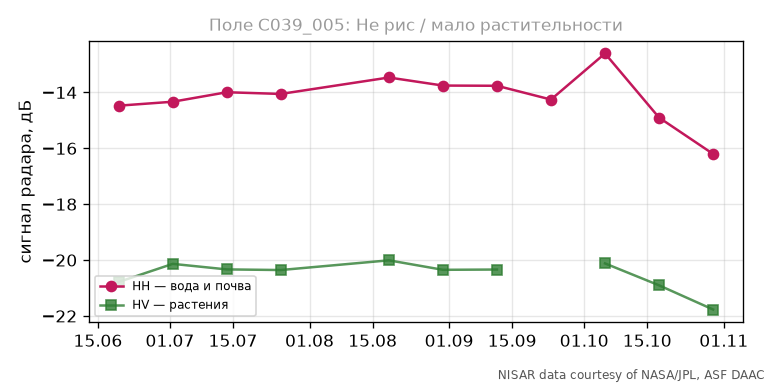 Поле C039_005: Не рис / мало растительности
сигнал радара, дБ
−14
−16
−18
−20
−22
HH — вода и почва
HV — растения
15.06 01.07 15.07 01.08 15.08 01.09 15.09 01.10 15.10 01.11
NISAR data courtesy of NASA/JPL, ASF DAAC